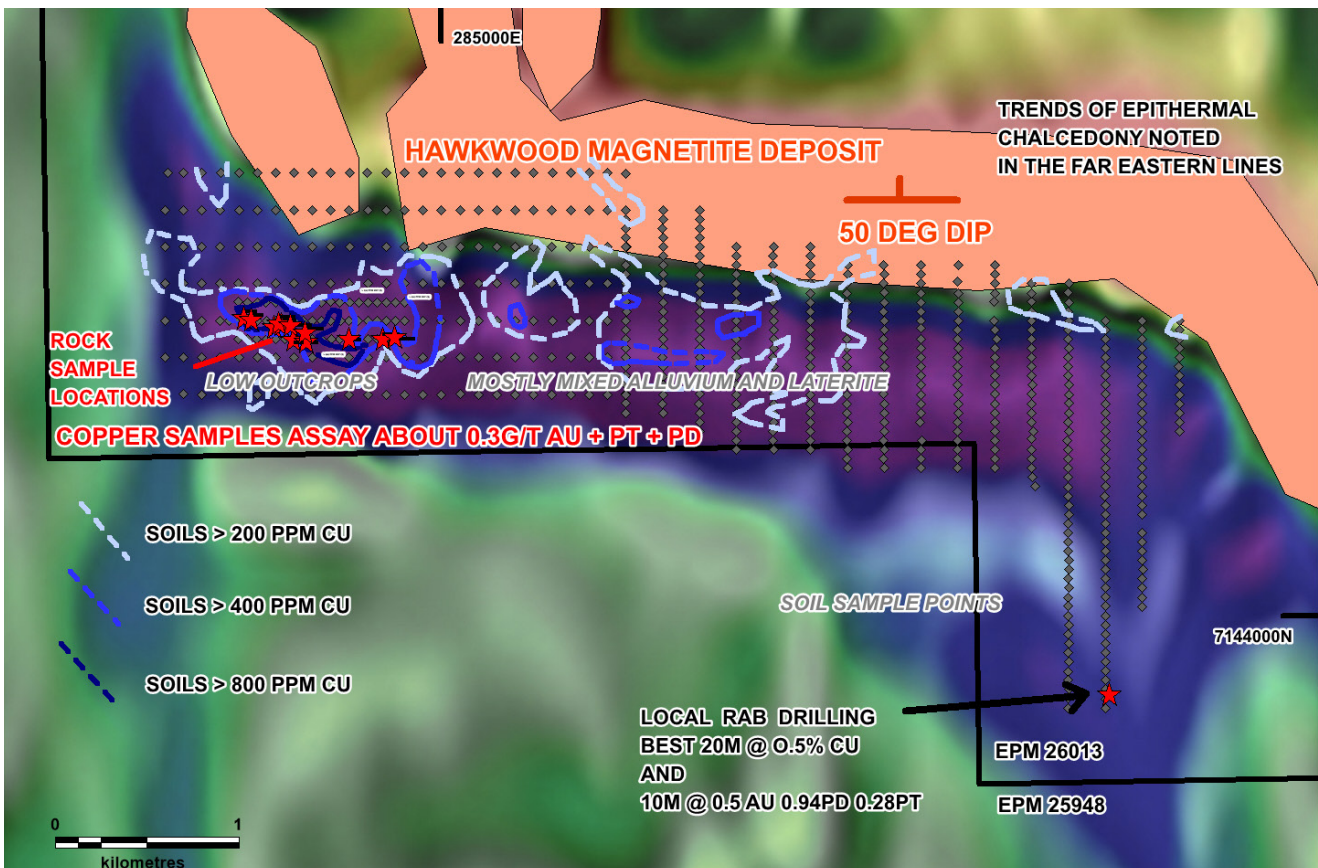 285000E
TRENDS OF EPITHERMAL
CHALCEDONY NOTED
IN THE FAR EASTERN LINES
HAWKWOOD MAGNETITE DEPOSIT
50 DEG DIP
ROCK
SAMPLE
LOCATIONS
LOW OUTCROPS
MOSTLY MIXED ALLUVIUM AND LATERITE
COPPER SAMPLES ASSAY ABOUT 0.3G/T AU + PT + PD
SOILS > 200 PPM CU
SOILS > 400 PPM CU
SOILS > 800 PPM CU
SOIL SAMPLE POINTS
7144000N
LOCAL RAB DRILLING
BEST 20M @ O.5% CU
AND
10M @ 0.5 AU 0.94PD 0.28PT
EPM 26013
EPM 25948
0 1
kilometres